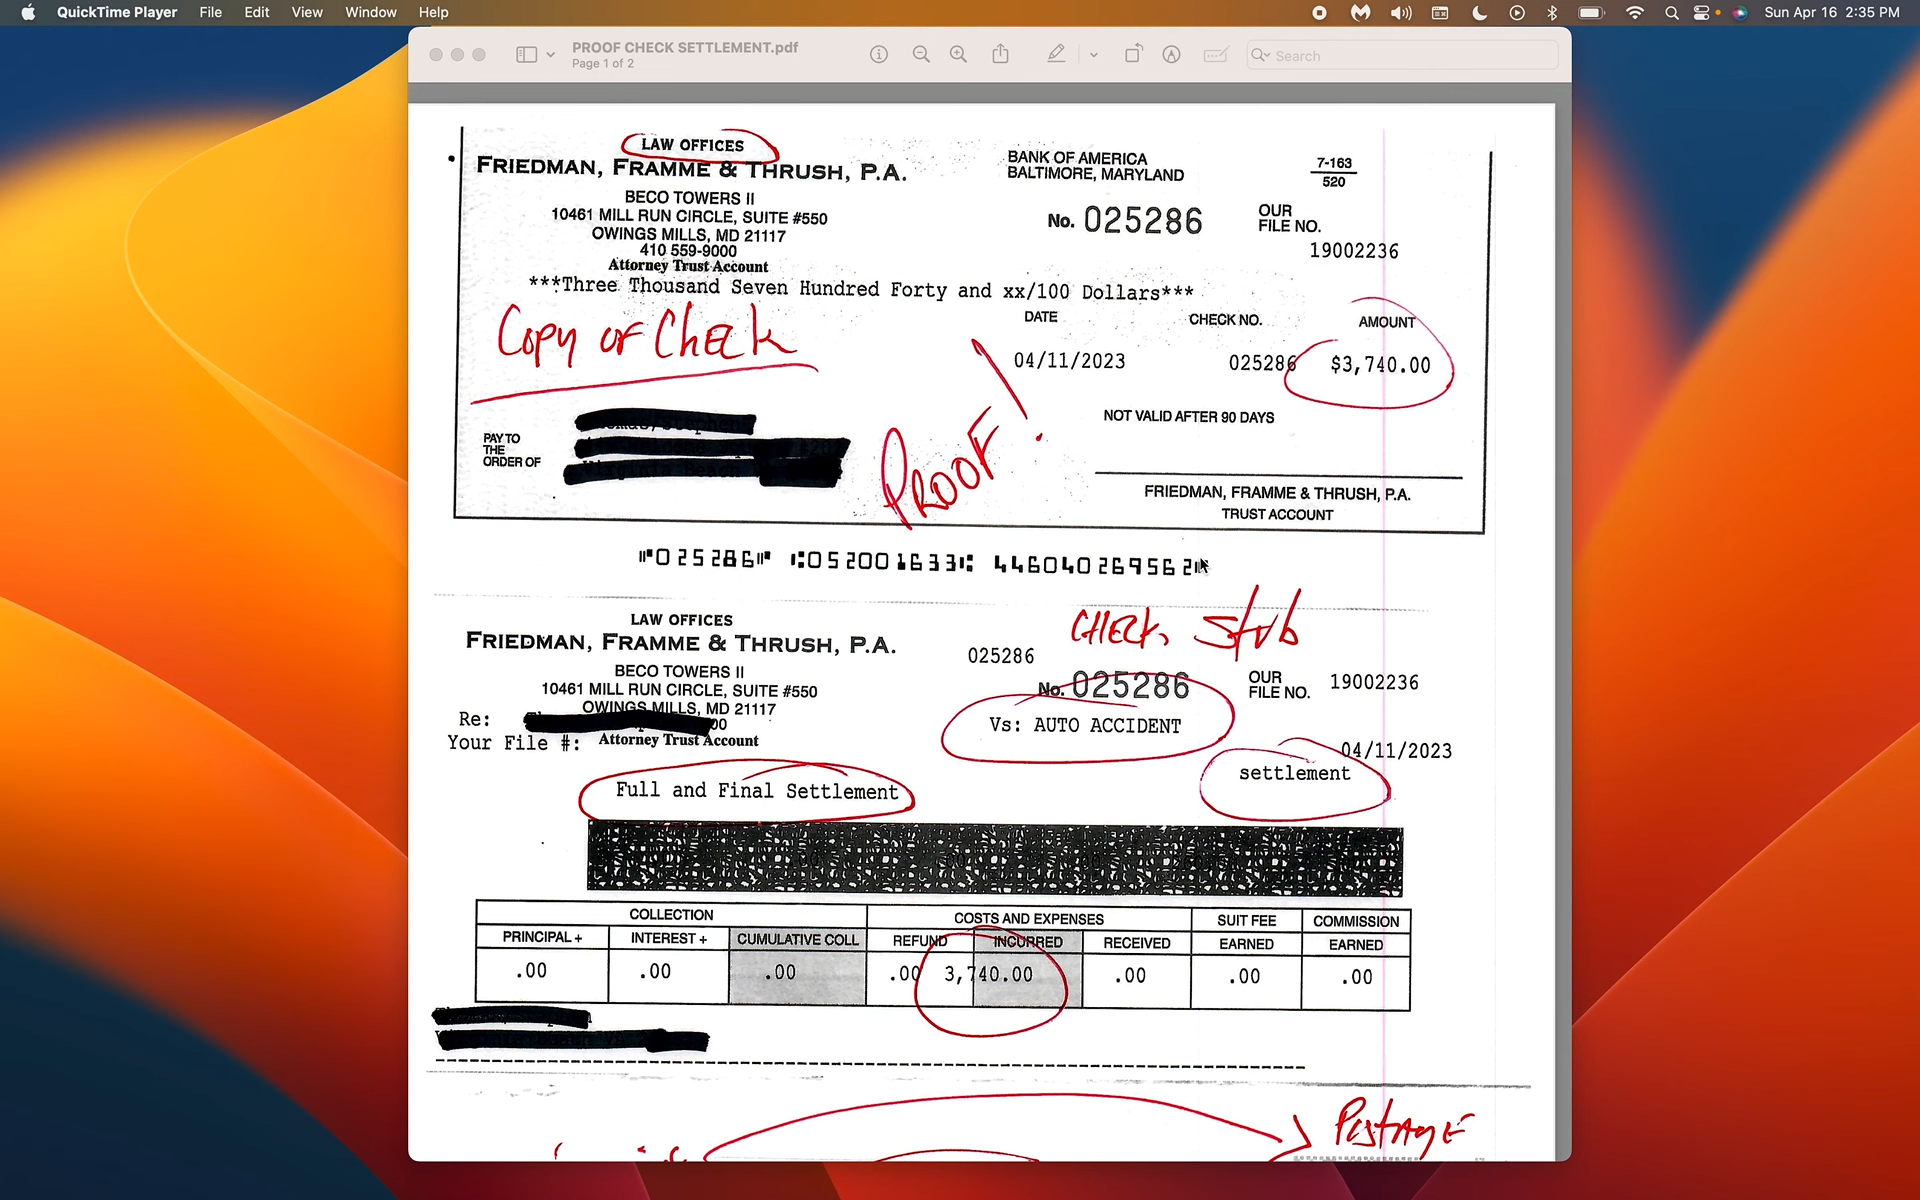 QuickTime Player File Edit View Window Help Sun Apr 16 2:35 PM
PROOF CHECK SETTLEMENT.pdf
Page 1 of 2
Search
LAW OFFICES
FRIEDMAN, FRAMME & THRUSH, P.A.
BECO TOWERS II
10461 MILL RUN CIRCLE, SUITE #550
OWINGS MILLS, MD 21117
410 559-9000
Attorney Trust Account
BANK OF AMERICA
BALTIMORE, MARYLAND
7-163
520
No. 025286
OUR
FILE NO.
19002236
***Three Thousand Seven Hundred Forty and xx/100 Dollars***
Copy of Check
DATE CHECK NO. AMOUNT
04/11/2023 025286 $3,740.00
NOT VALID AFTER 90 DAYS
PAY TO
THE
ORDER OF
Virginia Beach
PROOF!
FRIEDMAN, FRAMME & THRUSH, P.A.
TRUST ACCOUNT
⑈025286⑈ ⑆052001633⑆ 446040269562⑈
LAW OFFICES
FRIEDMAN, FRAMME & THRUSH, P.A.
BECO TOWERS II
10461 MILL RUN CIRCLE, SUITE #550
OWINGS MILLS, MD 21117
Attorney Trust Account
CHECK Stub
025286
No. 025286
OUR
FILE NO.
19002236
Re:
Your File #:
Vs: AUTO ACCIDENT
04/11/2023
settlement
Full and Final Settlement
COLLECTION COSTS AND EXPENSES SUIT FEE COMMISSION
PRINCIPAL + INTEREST + CUMULATIVE COLL REFUND INCURRED RECEIVED EARNED EARNED
.00 .00 .00 .00 3,740.00 .00 .00 .00
Postage